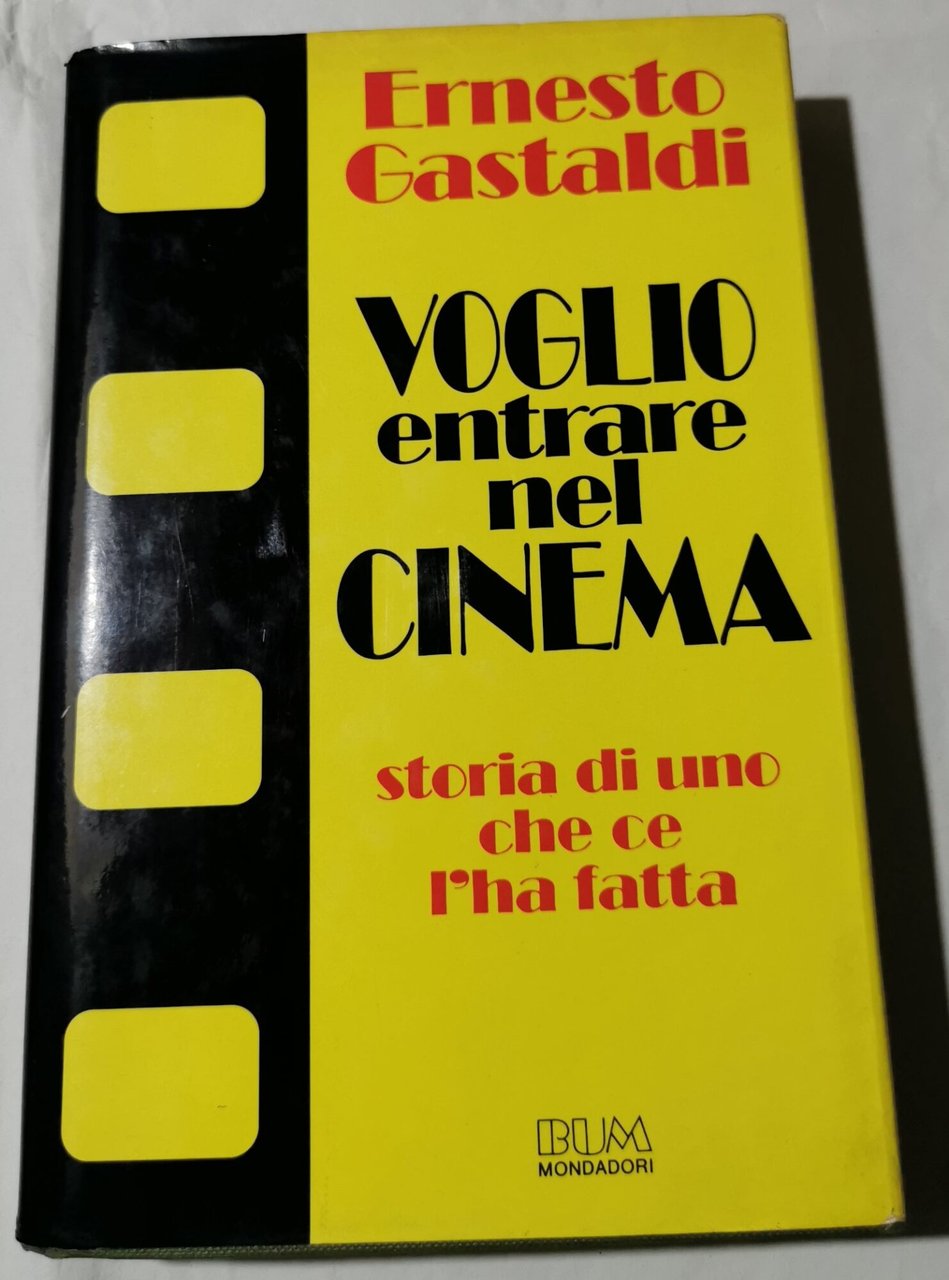 Ernesto
Gastaldi
VOGLIO
entrare
nel
CINEMA
storia di uno
che ce
l'ha fatta
BUM
MONDADORI